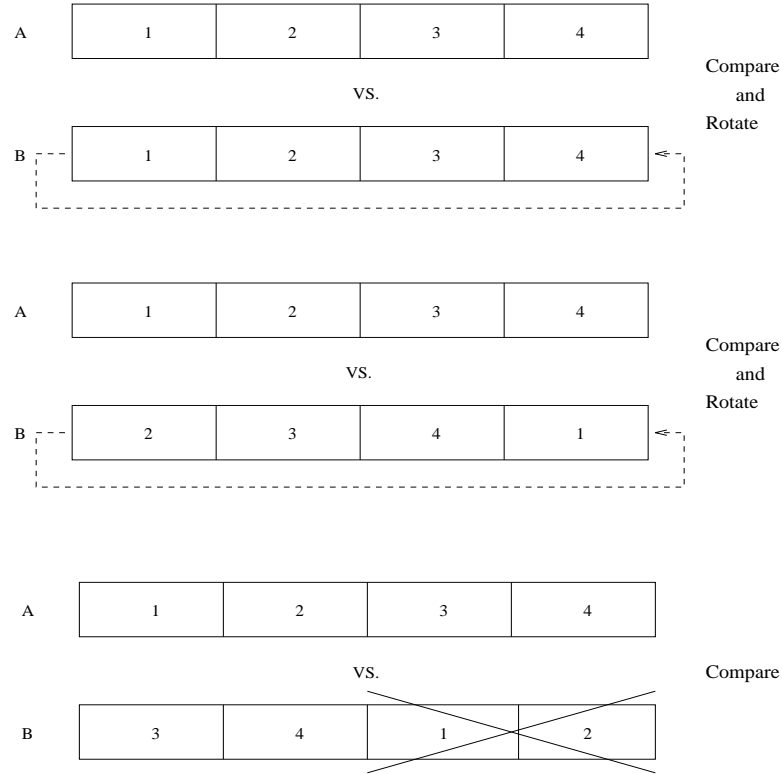 A 1 2 3 4
Compare
and
Rotate
VS.
B 1 2 3 4
A 1 2 3 4
Compare
and
Rotate
VS.
B 2 3 4 1
A 1 2 3 4
VS.
Compare
B 3 4 1 2